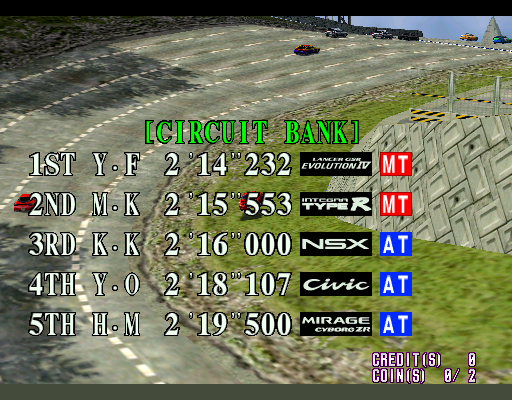 [CIRCUIT BANK]
1ST Y.F 2'14"232 LANCER GSR EVOLUTION IV MT
2ND M.K 2'15"553 INTEGRA TYPE R MT
3RD K.K 2'16"000 NSX AT
4TH Y.O 2'18"107 Civic AT
5TH H.M 2'19"500 MIRAGE CYBORG ZR AT
CREDIT(S) 0
COIN(S) 0/ 2